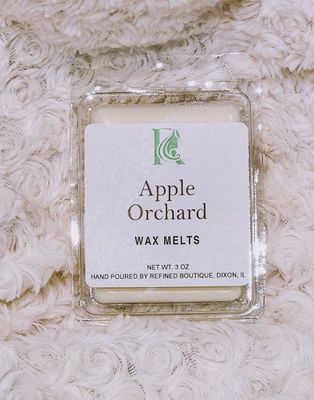 R
Apple
Orchard
WAX MELTS
NET WT. 3 OZ
HAND POURED BY REFINED BOUTIQUE, DIXON, IL